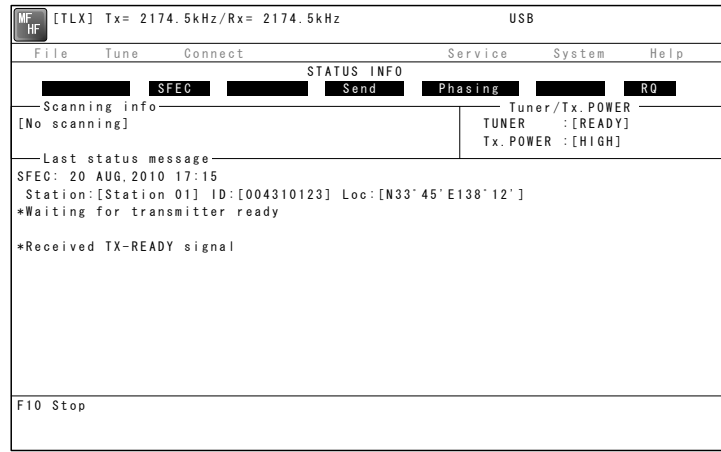 MF
HF
[TLX] Tx= 2174.5kHz/Rx= 2174.5kHz USB
File Tune Connect Service System Help
STATUS INFO
SFEC Send Phasing RQ
Scanning info
Tuner/Tx.POWER
[No scanning]
TUNER :[READY]
Tx.POWER :[HIGH]
Last status message
SFEC: 20 AUG,2010 17:15
Station:[Station 01] ID:[004310123] Loc:[N33°45'E138°12']
*Waiting for transmitter ready
*Received TX-READY signal
F10 Stop